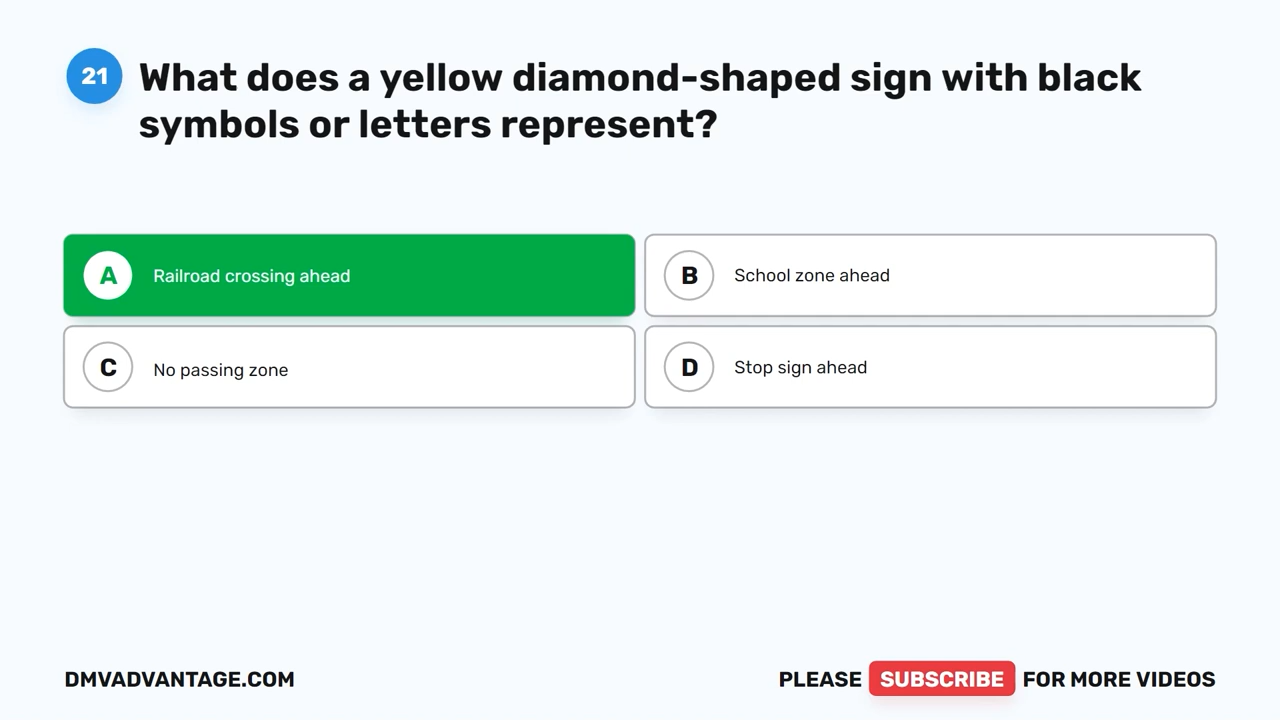 21
What does a yellow diamond-shaped sign with black
symbols or letters represent?
A Railroad crossing ahead
B School zone ahead
C No passing zone
D Stop sign ahead
DMVADVANTAGE.COM
PLEASE SUBSCRIBE FOR MORE VIDEOS